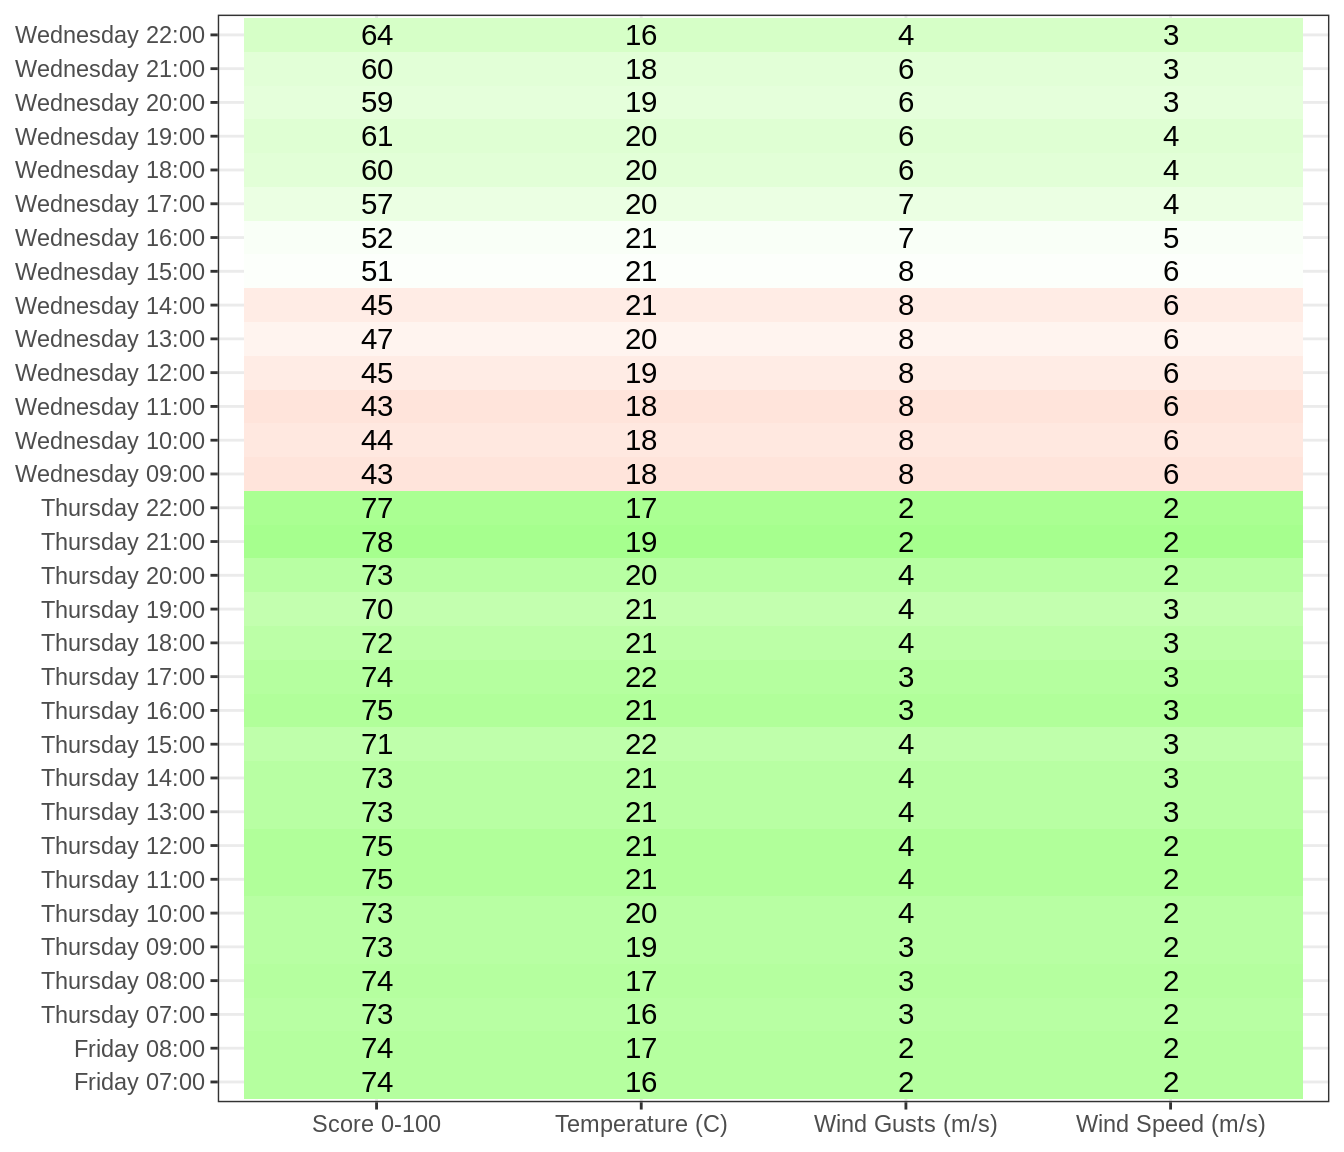 Wednesday 22:00 64 16 4 3
Wednesday 21:00 60 18 6 3
Wednesday 20:00 59 19 6 3
Wednesday 19:00 61 20 6 4
Wednesday 18:00 60 20 6 4
Wednesday 17:00 57 20 7 4
Wednesday 16:00 52 21 7 5
Wednesday 15:00 51 21 8 6
Wednesday 14:00 45 21 8 6
Wednesday 13:00 47 20 8 6
Wednesday 12:00 45 19 8 6
Wednesday 11:00 43 18 8 6
Wednesday 10:00 44 18 8 6
Wednesday 09:00 43 18 8 6
Thursday 22:00 77 17 2 2
Thursday 21:00 78 19 2 2
Thursday 20:00 73 20 4 2
Thursday 19:00 70 21 4 3
Thursday 18:00 72 21 4 3
Thursday 17:00 74 22 3 3
Thursday 16:00 75 21 3 3
Thursday 15:00 71 22 4 3
Thursday 14:00 73 21 4 3
Thursday 13:00 73 21 4 3
Thursday 12:00 75 21 4 2
Thursday 11:00 75 21 4 2
Thursday 10:00 73 20 4 2
Thursday 09:00 73 19 3 2
Thursday 08:00 74 17 3 2
Thursday 07:00 73 16 3 2
Friday 08:00 74 17 2 2
Friday 07:00 74 16 2 2
Score 0-100 Temperature (C) Wind Gusts (m/s) Wind Speed (m/s)